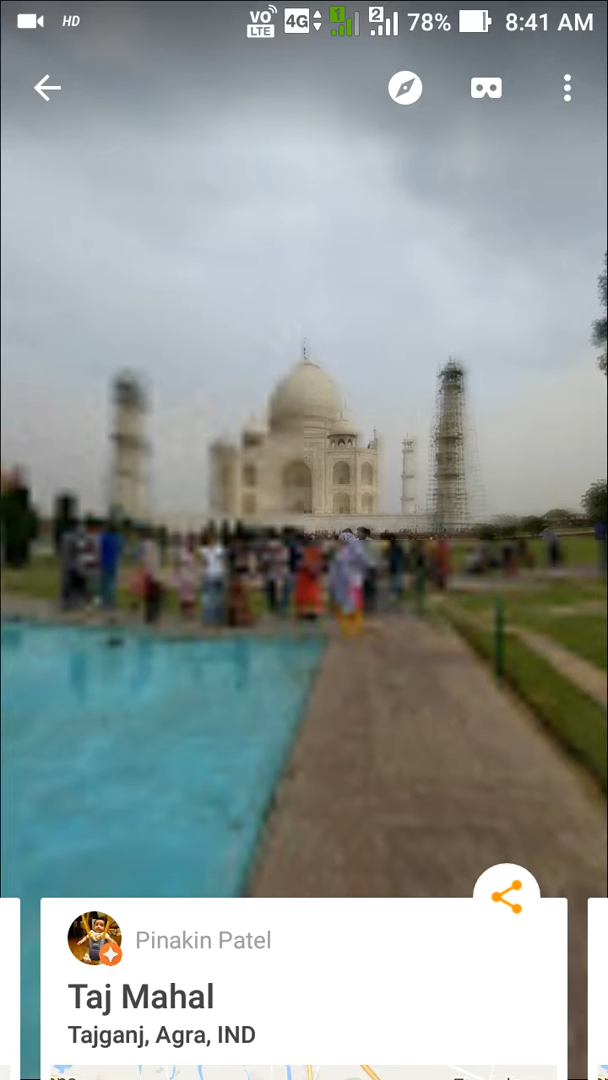 HD VO LTE 4G 1 2 78% 8:41 AM
Pinakin Patel
Taj Mahal
Tajganj, Agra, IND